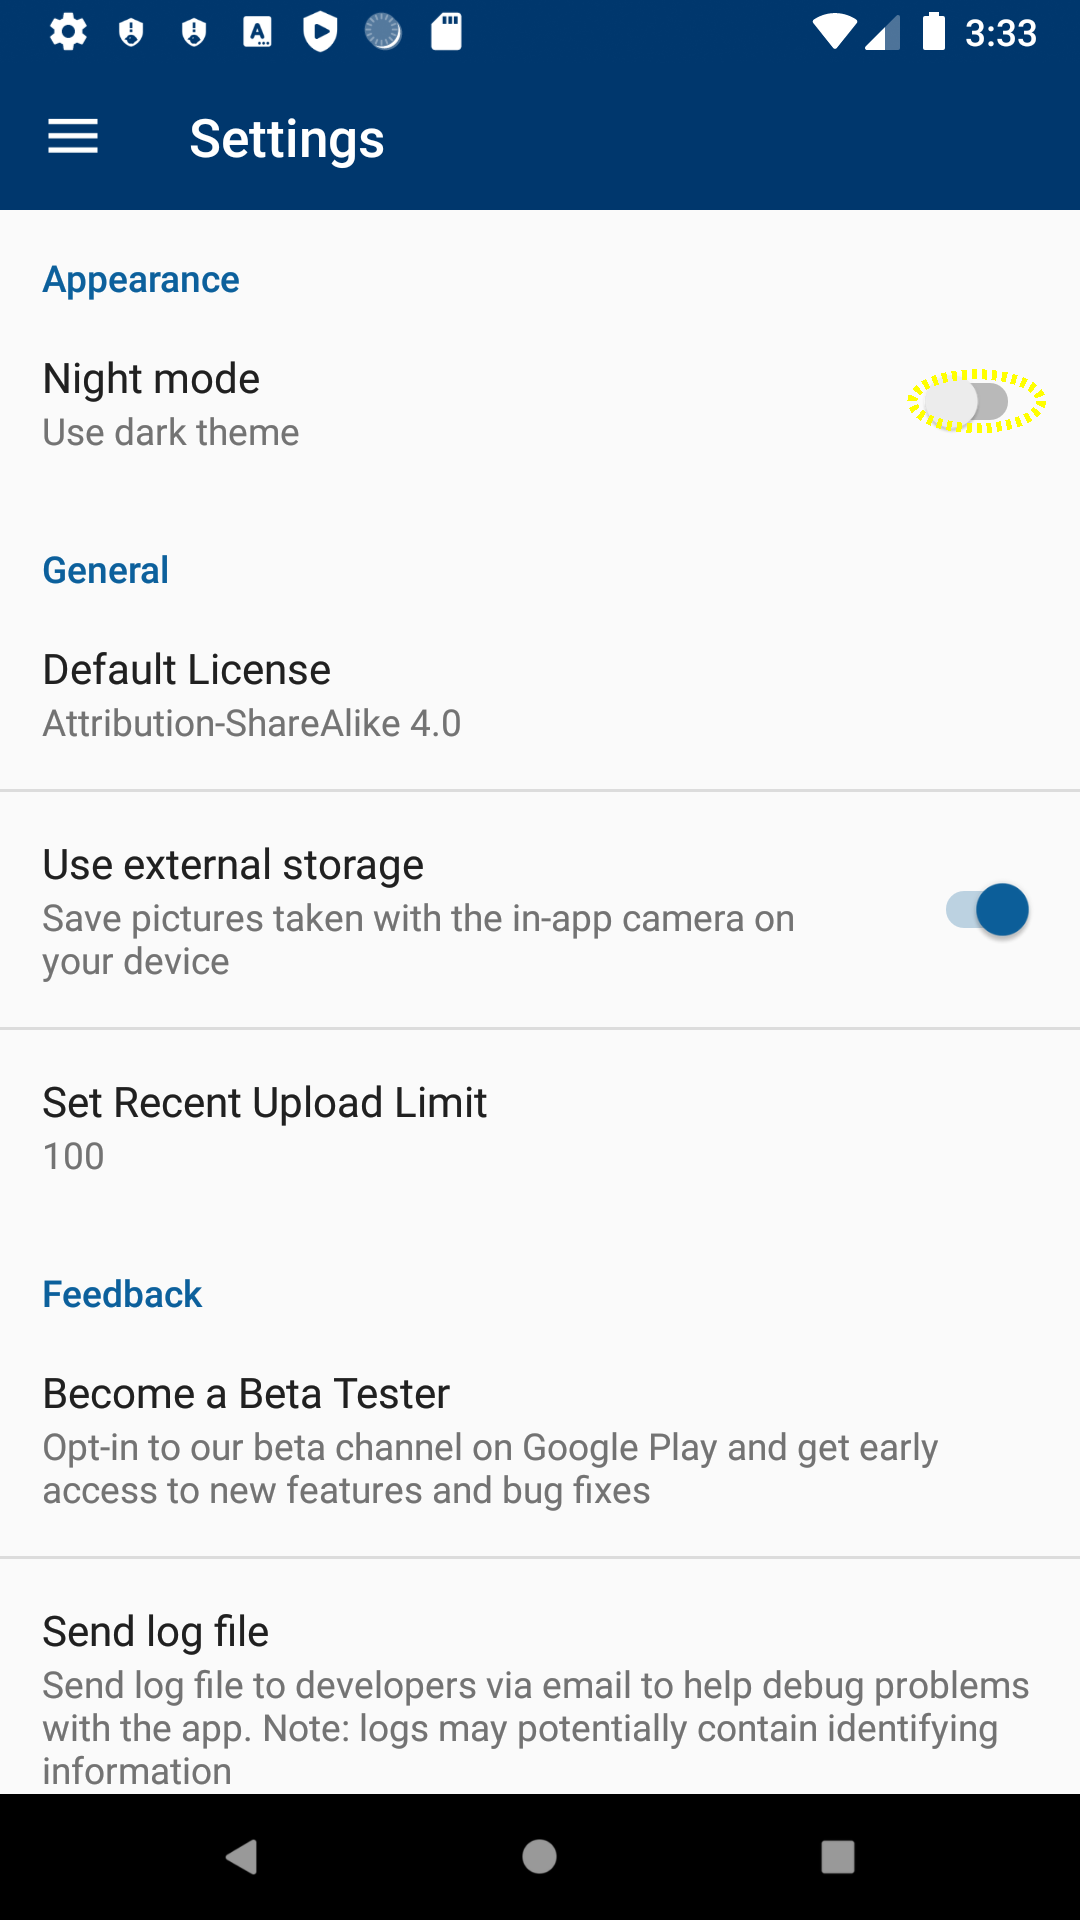 3:33
Settings
Appearance
Night mode
Use dark theme
General
Default License
Attribution-ShareAlike 4.0
Use external storage
Save pictures taken with the in-app camera on
your device
Set Recent Upload Limit
100
Feedback
Become a Beta Tester
Opt-in to our beta channel on Google Play and get early
access to new features and bug fixes
Send log file
Send log file to developers via email to help debug problems
with the app. Note: logs may potentially contain identifying
information